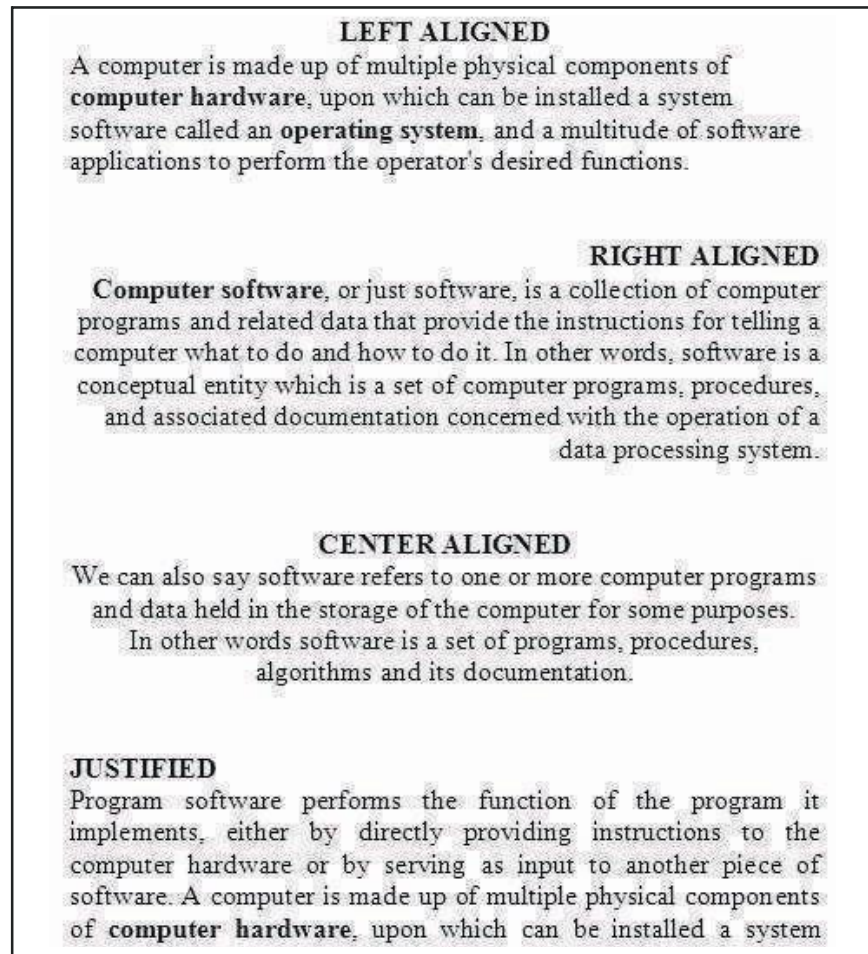 LEFT ALIGNED
A computer is made up of multiple physical components of
computer hardware, upon which can be installed a system
software called an operating system, and a multitude of software
applications to perform the operator's desired functions.
RIGHT ALIGNED
Computer software, or just software, is a collection of computer
programs and related data that provide the instructions for telling a
computer what to do and how to do it. In other words, software is a
conceptual entity which is a set of computer programs, procedures,
and associated documentation concerned with the operation of a
data processing system.
CENTER ALIGNED
We can also say software refers to one or more computer programs
and data held in the storage of the computer for some purposes.
In other words software is a set of programs, procedures,
algorithms and its documentation.
JUSTIFIED
Program software performs the function of the program it
implements, either by directly providing instructions to the
computer hardware or by serving as input to another piece of
software. A computer is made up of multiple physical components
of computer hardware, upon which can be installed a system